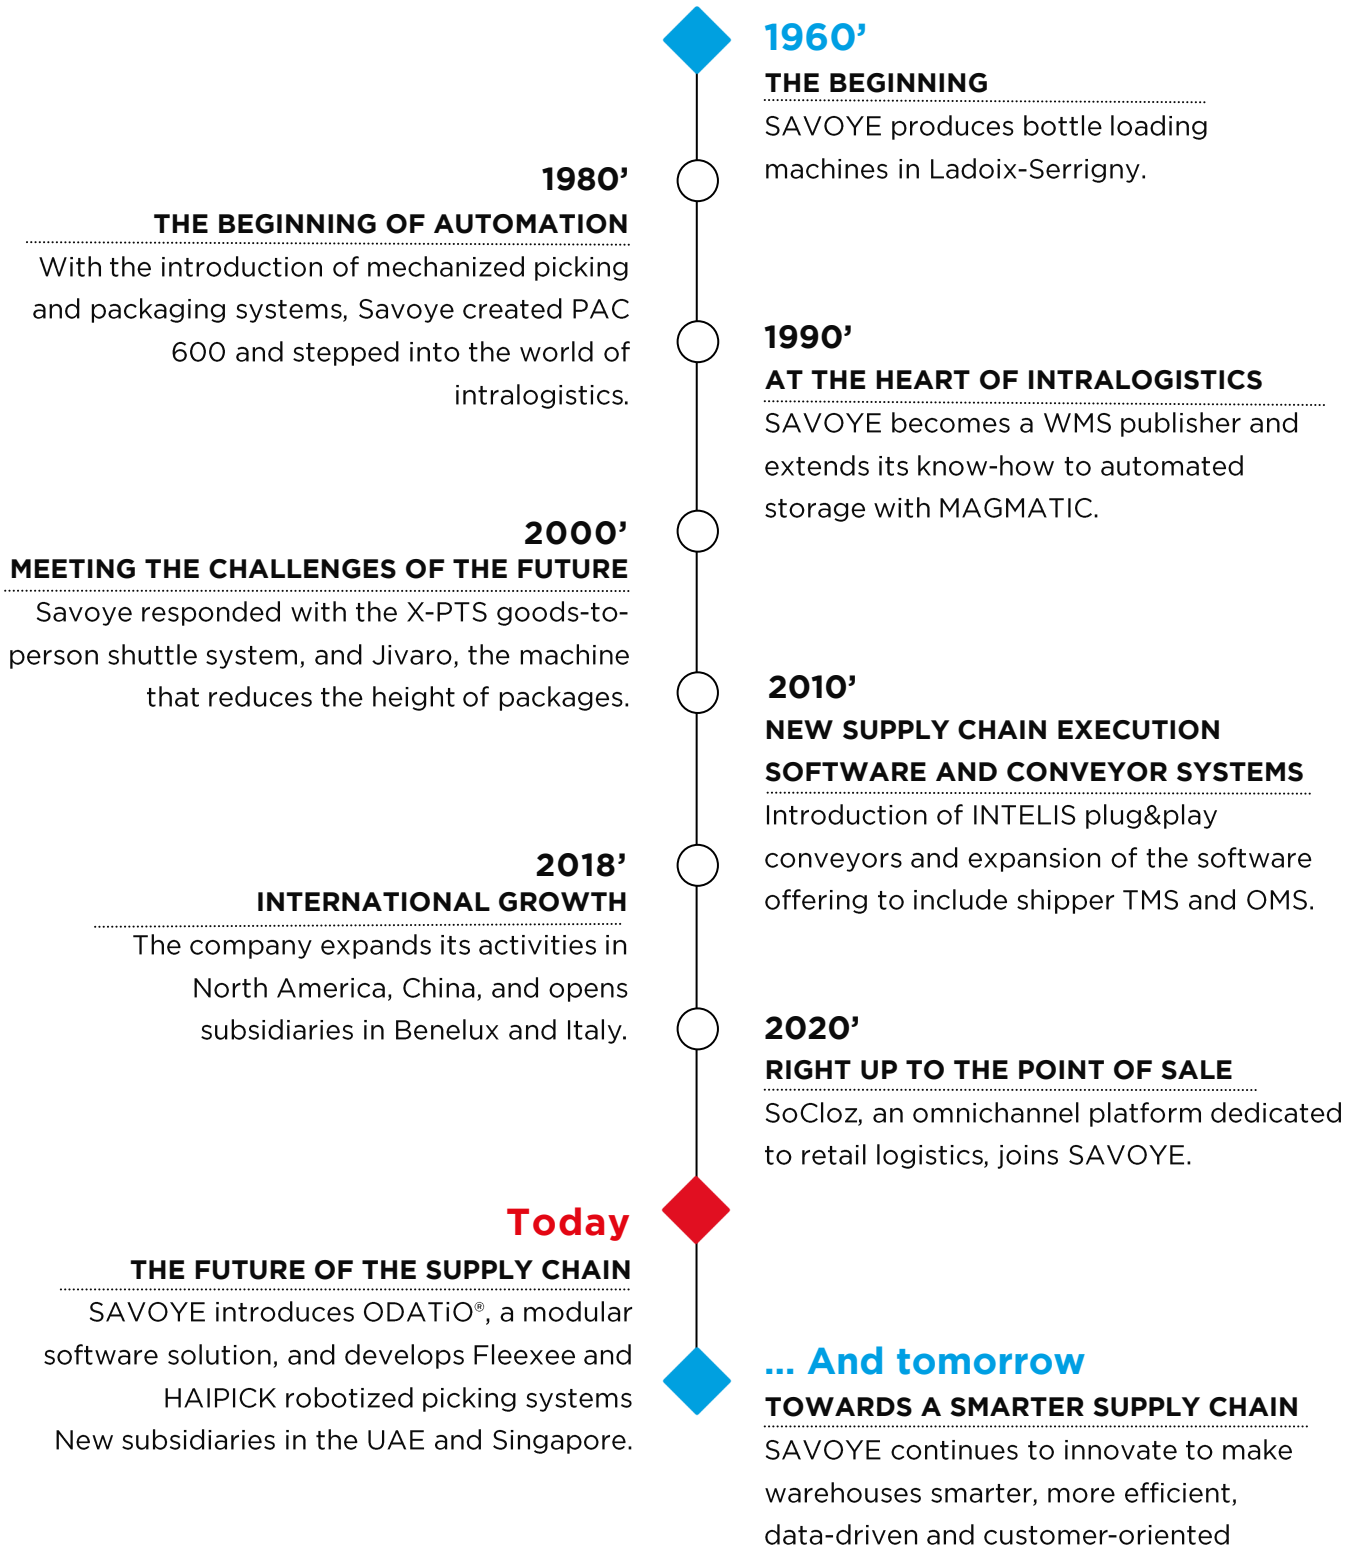 1960’
THE BEGINNING
SAVOYE produces bottle loading
machines in Ladoix-Serrigny.
1980’
THE BEGINNING OF AUTOMATION
With the introduction of mechanized picking
and packaging systems, Savoye created PAC
600 and stepped into the world of
intralogistics.
1990’
AT THE HEART OF INTRALOGISTICS
SAVOYE becomes a WMS publisher and
extends its know-how to automated
storage with MAGMATIC.
2000’
MEETING THE CHALLENGES OF THE FUTURE
Savoye responded with the X-PTS goods-to-
person shuttle system, and Jivaro, the machine
that reduces the height of packages.
2010’
NEW SUPPLY CHAIN EXECUTION
SOFTWARE AND CONVEYOR SYSTEMS
Introduction of INTELIS plug&play
conveyors and expansion of the software
offering to include shipper TMS and OMS.
2018’
INTERNATIONAL GROWTH
The company expands its activities in
North America, China, and opens
subsidiaries in Benelux and Italy.
2020’
RIGHT UP TO THE POINT OF SALE
SoCloz, an omnichannel platform dedicated
to retail logistics, joins SAVOYE.
Today
THE FUTURE OF THE SUPPLY CHAIN
SAVOYE introduces ODATiO®, a modular
software solution, and develops Fleexee and
HAIPICK robotized picking systems
New subsidiaries in the UAE and Singapore.
... And tomorrow
TOWARDS A SMARTER SUPPLY CHAIN
SAVOYE continues to innovate to make
warehouses smarter, more efficient,
data-driven and customer-oriented